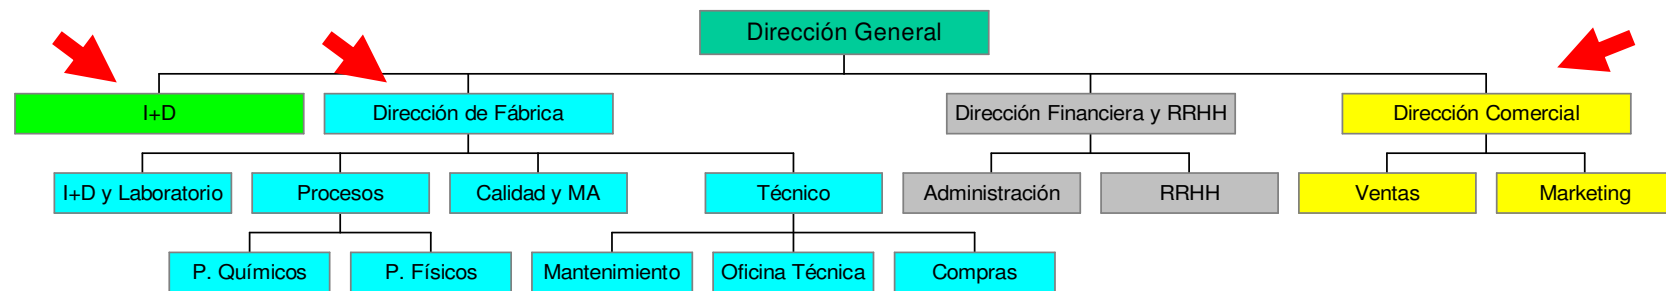 Dirección General
I+D
Dirección de Fábrica
Dirección Financiera y RRHH
Dirección Comercial
I+D y Laboratorio
Procesos
Calidad y MA
Técnico
Administración
RRHH
Ventas
Marketing
P. Químicos
P. Físicos
Mantenimiento
Oficina Técnica
Compras